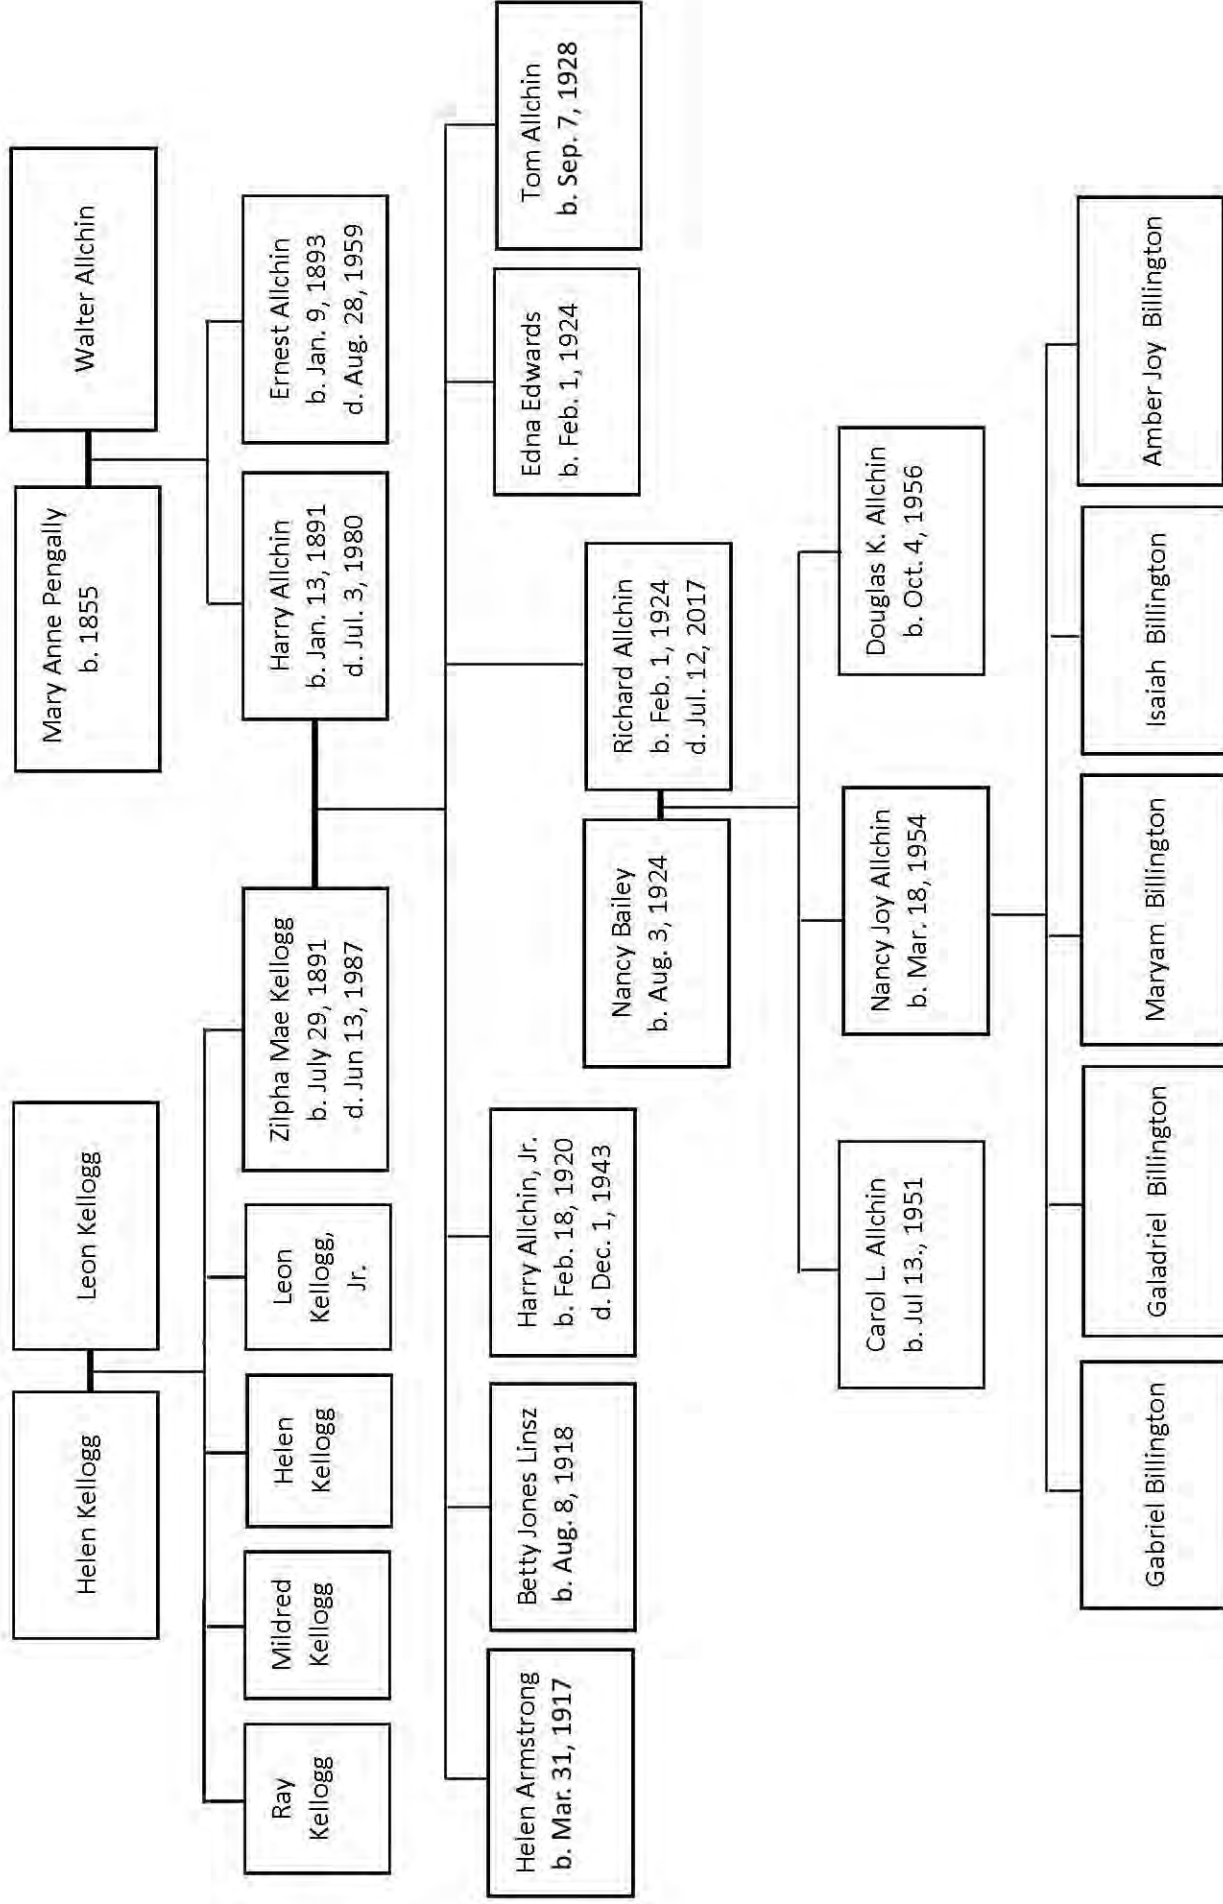 Helen Kellogg
Leon Kellogg
Mary Anne Pengally
b. 1855
Walter Allchin
Ray
Kellogg
Mildred
Kellogg
Helen
Kellogg
Leon
Kellogg,
Jr.
Zilpha Mae Kellogg
b. July 29, 1891
d. Jun 13, 1987
Harry Allchin
b. Jan. 13, 1891
d. Jul. 3, 1980
Ernest Allchin
b. Jan. 9, 1893
d. Aug. 28, 1959
Helen Armstrong
b. Mar. 31, 1917
Betty Jones Linsz
b. Aug. 8, 1918
Harry Allchin, Jr.
b. Feb. 18, 1920
d. Dec. 1, 1943
Nancy Bailey
b. Aug. 3, 1924
Richard Allchin
b. Feb. 1, 1924
d. Jul. 12, 2017
Edna Edwards
b. Feb. 1, 1924
Tom Allchin
b. Sep. 7, 1928
Carol L. Allchin
b. Jul 13., 1951
Nancy Joy Allchin
b. Mar. 18, 1954
Douglas K. Allchin
b. Oct. 4, 1956
Gabriel Billington
Galadriel Billington
Maryam Billington
Isaiah Billington
Amber Joy Billington